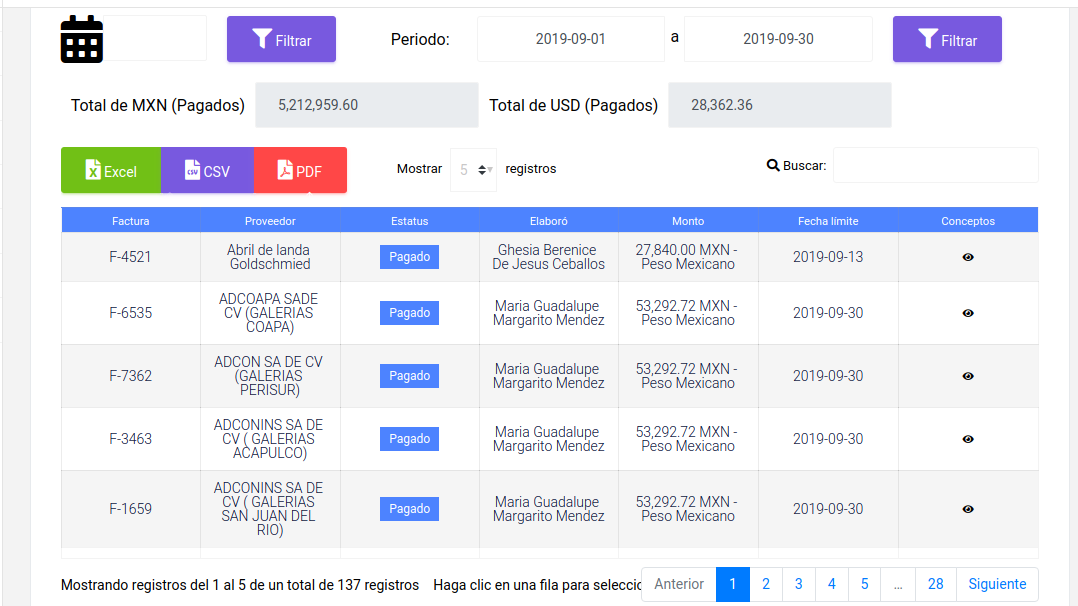 Filtrar Periodo: 2019-09-01 a 2019-09-30 Filtrar
Total de MXN (Pagados) 5,212,959.60 Total de USD (Pagados) 28,362.36
Excel CSV PDF Mostrar 5 registros Buscar:
Factura Proveedor Estatus Elaboró Monto Fecha límite Conceptos
F-4521 Abril de landa Goldschmied Pagado Ghesia Berenice De Jesus Ceballos 27,840.00 MXN - Peso Mexicano 2019-09-13
F-6535 ADCOAPA SADE CV (GALERIAS COAPA) Pagado Maria Guadalupe Margarito Mendez 53,292.72 MXN - Peso Mexicano 2019-09-30
F-7362 ADCON SA DE CV (GALERIAS PERISUR) Pagado Maria Guadalupe Margarito Mendez 53,292.72 MXN - Peso Mexicano 2019-09-30
F-3463 ADCONINS SA DE CV ( GALERIAS ACAPULCO) Pagado Maria Guadalupe Margarito Mendez 53,292.72 MXN - Peso Mexicano 2019-09-30
F-1659 ADCONINS SA DE CV ( GALERIAS SAN JUAN DEL RIO) Pagado Maria Guadalupe Margarito Mendez 53,292.72 MXN - Peso Mexicano 2019-09-30
Mostrando registros del 1 al 5 de un total de 137 registros Haga clic en una fila para seleccic Anterior 1 2 3 4 5 ... 28 Siguiente